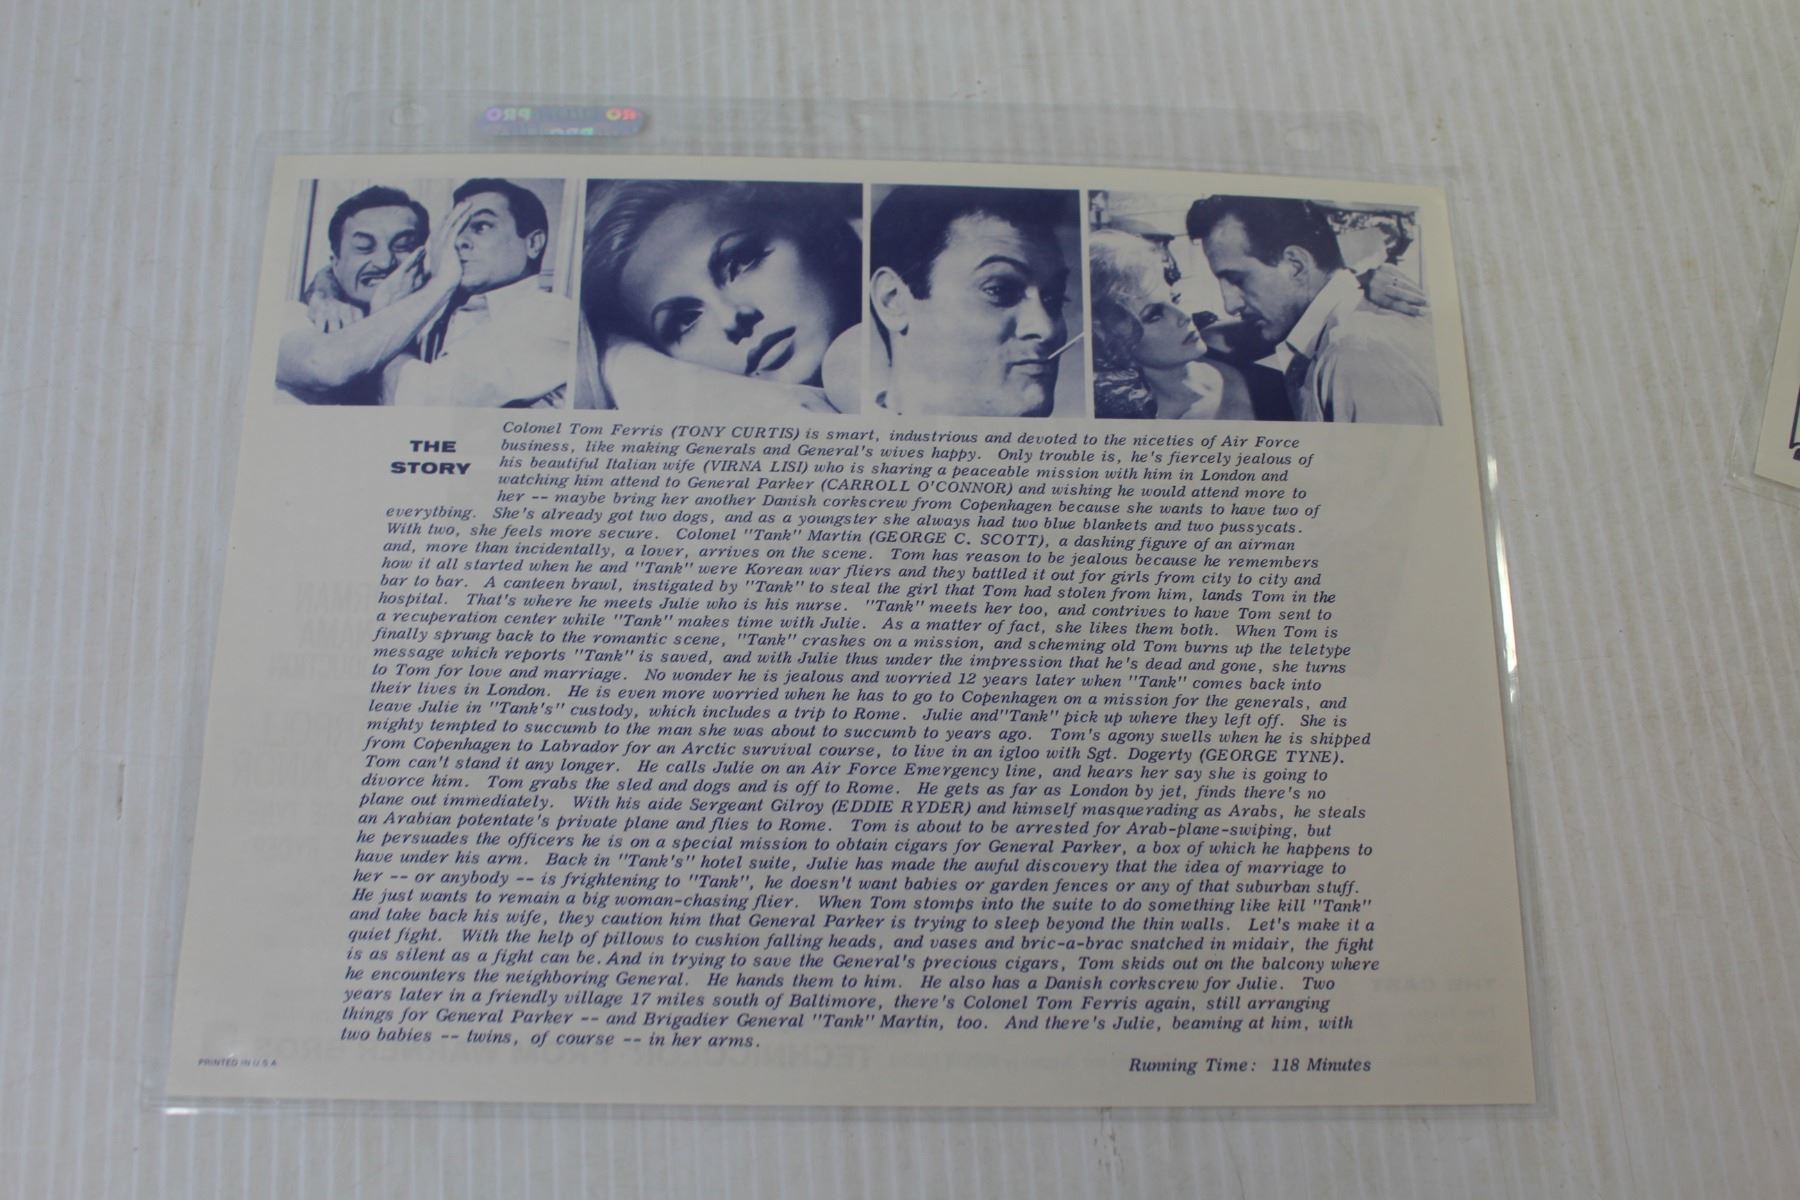 THE
STORY
Colonel Tom Ferris (TONY CURTIS) is smart, industrious and devoted to the niceties of Air Force
business, like making Generals and General's wives happy. Only trouble is, he's fiercely jealous of
his beautiful Italian wife (VIRNA LISI) who is sharing a peaceable mission with him in London and
watching him attend to General Parker (CARROLL O'CONNOR) and wishing he would attend more to
her -- maybe bring her another Danish corkscrew from Copenhagen because she wants to have two of
everything. She's already got two dogs, and as a youngster she always had two blue blankets and two pussycats.
With two, she feels more secure. Colonel "Tank" Martin (GEORGE C. SCOTT), a dashing figure of an airman
and, more than incidentally, a lover, arrives on the scene. Tom has reason to be jealous because he remembers
how it all started when he and "Tank" were Korean war fliers and they battled it out for girls from city to city and
bar to bar. A canteen brawl, instigated by "Tank" to steal the girl that Tom had stolen from him, lands Tom in the
hospital. That's where he meets Julie who is his nurse. "Tank" meets her too, and contrives to have Tom sent to
a recuperation center while "Tank" makes time with Julie. As a matter of fact, she likes them both. When Tom is
finally sprung back to the romantic scene, "Tank" crashes on a mission, and scheming old Tom burns up the teletype
message which reports "Tank" is saved, and with Julie thus under the impression that he's dead and gone, she turns
to Tom for love and marriage. No wonder he is jealous and worried 12 years later when "Tank" comes back into
their lives in London. He is even more worried when he has to go to Copenhagen on a mission for the generals, and
leave Julie in "Tank's" custody, which includes a trip to Rome. Julie and"Tank" pick up where they left off. She is
mighty tempted to succumb to the man she was about to succumb to years ago. Tom's agony swells when he is shipped
from Copenhagen to Labrador for an Arctic survival course, to live in an igloo with Sgt. Dogerty (GEORGE TYNE).
Tom can't stand it any longer. He calls Julie on an Air Force Emergency line, and hears her say she is going to
divorce him. Tom grabs the sled and dogs and is off to Rome. He gets as far as London by jet, finds there's no
plane out immediately. With his aide Sergeant Gilroy (EDDIE RYDER) and himself masquerading as Arabs, he steals
an Arabian potentate's private plane and flies to Rome. Tom is about to be arrested for Arab-plane-swiping, but
he persuades the officers he is on a special mission to obtain cigars for General Parker, a box of which he happens to
have under his arm. Back in "Tank's" hotel suite, Julie has made the awful discovery that the idea of marriage to
her -- or anybody -- is frightening to "Tank", he doesn't want babies or garden fences or any of that suburban stuff.
He just wants to remain a big woman-chasing flier. When Tom stomps into the suite to do something like kill "Tank"
and take back his wife, they caution him that General Parker is trying to sleep beyond the thin walls. Let's make it a
quiet fight. With the help of pillows to cushion falling heads, and vases and bric-a-brac snatched in midair, the fight
is as silent as a fight can be. And in trying to save the General's precious cigars, Tom skids out on the balcony where
he encounters the neighboring General. He hands them to him. He also has a Danish corkscrew for Julie. Two
years later in a friendly village 17 miles south of Baltimore, there's Colonel Tom Ferris again, still arranging
things for General Parker -- and Brigadier General "Tank" Martin, too. And there's Julie, beaming at him, with
two babies -- twins, of course -- in her arms.
PRINTED IN U S A
Running Time: 118 Minutes